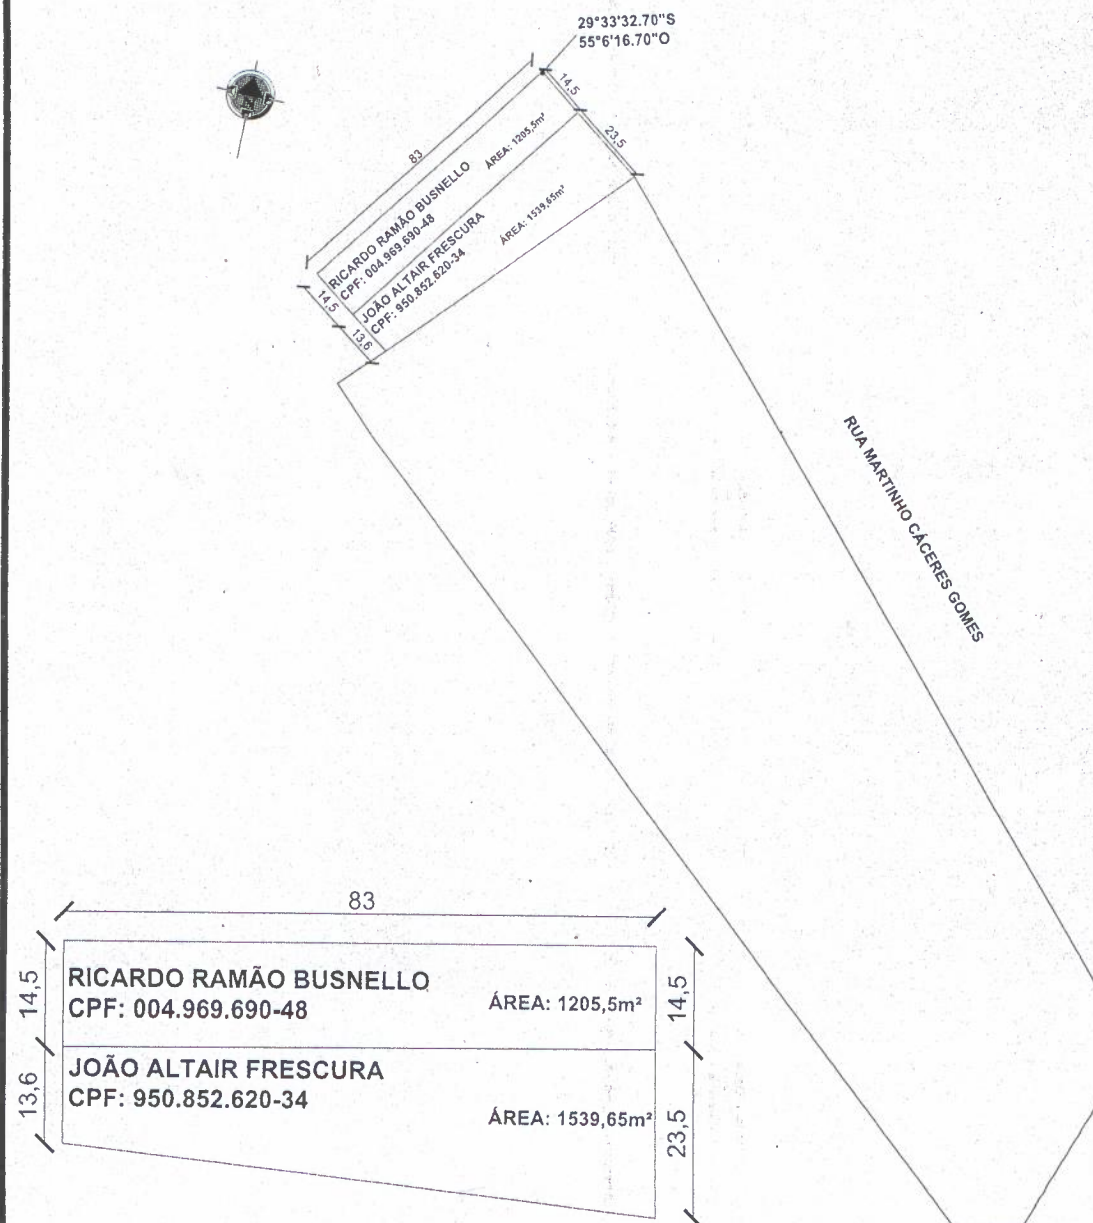 29°33'32.70"S
55°6'16.70"O
14,5
23,5
83
RICARDO RAMÃO BUSNELLO
CPF: 004.969.690-48
ÁREA: 1205,5m²
JOÃO ALTAIR FRESCURA
CPF: 950.852.620-34
ÁREA: 1539,65m²
14,5
13,6
RUA MARTINHO CÁCERES GOMES
83
14,5
RICARDO RAMÃO BUSNELLO
CPF: 004.969.690-48
ÁREA: 1205,5m²
14,5
13,6
JOÃO ALTAIR FRESCURA
CPF: 950.852.620-34
ÁREA: 1539,65m²
23,5